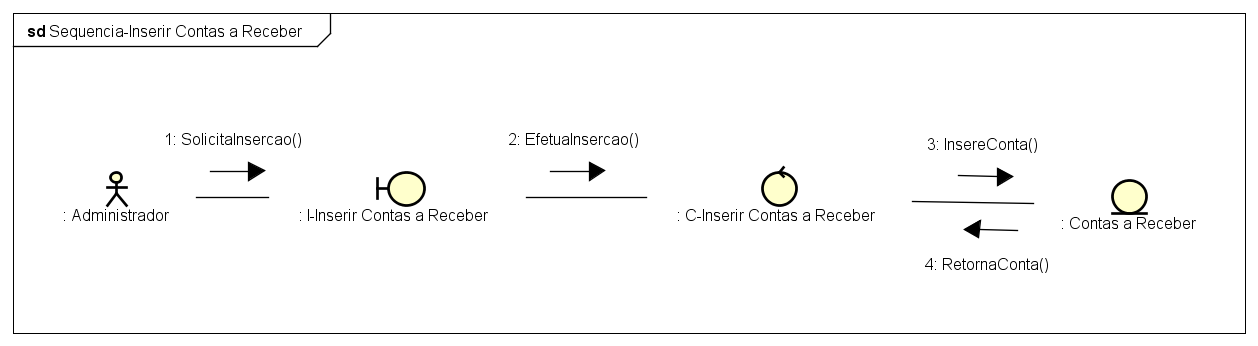 sd Sequencia-Inserir Contas a Receber
1: SolicitaInsercao()
2: EfetuaInsercao()
3: InsereConta()
: Administrador
: I-Inserir Contas a Receber
: C-Inserir Contas a Receber
: Contas a Receber
4: RetornaConta()